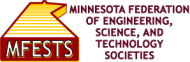 MINNESOTA FEDERATION
OF ENGINEERING,
SCIENCE, AND
TECHNOLOGY
SOCIETIES
MFESTS